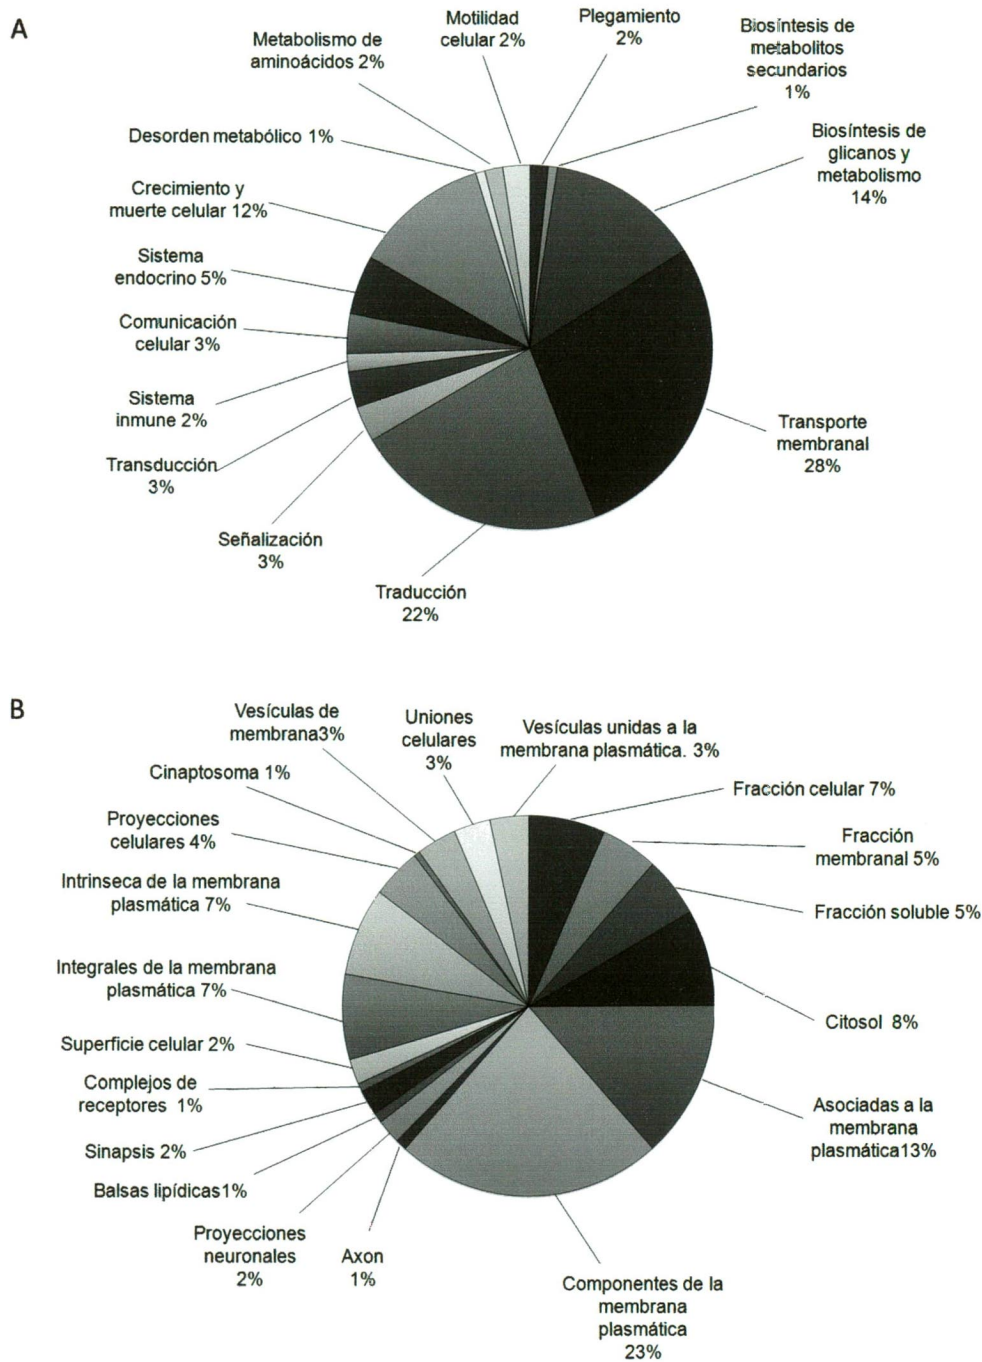 A
Motilidad
celular 2%
Plegamiento
2%
Biosíntesis de
metabolitos
secundarios
1%
Metabolismo de
aminoácidos 2%
Biosíntesis de
glicanos y
metabolismo
14%
Desorden metabólico 1%
Crecimiento y
muerte celular 12%
Sistema
endocrino 5%
Comunicación
celular 3%
Sistema
inmune 2%
Transducción
3%
Señalización
3%
Traducción
22%
Transporte
membranal
28%
B
Vesículas de
membrana3%
Uniones
celulares
3%
Vesículas unidas a la
membrana plasmática. 3%
Cinaptosoma 1%
Fracción celular 7%
Proyecciones
celulares 4%
Fracción
membranal 5%
Intrinseca de la membrana
plasmática 7%
Fracción soluble 5%
Integrales de la membrana
plasmática 7%
Citosol 8%
Superficie celular 2%
Complejos de
receptores 1%
Asociadas a la
membrana
plasmática13%
Sinapsis 2%
Balsas lipídicas1%
Proyecciones
neuronales
2%
Axon
1%
Componentes de la
membrana
plasmática
23%